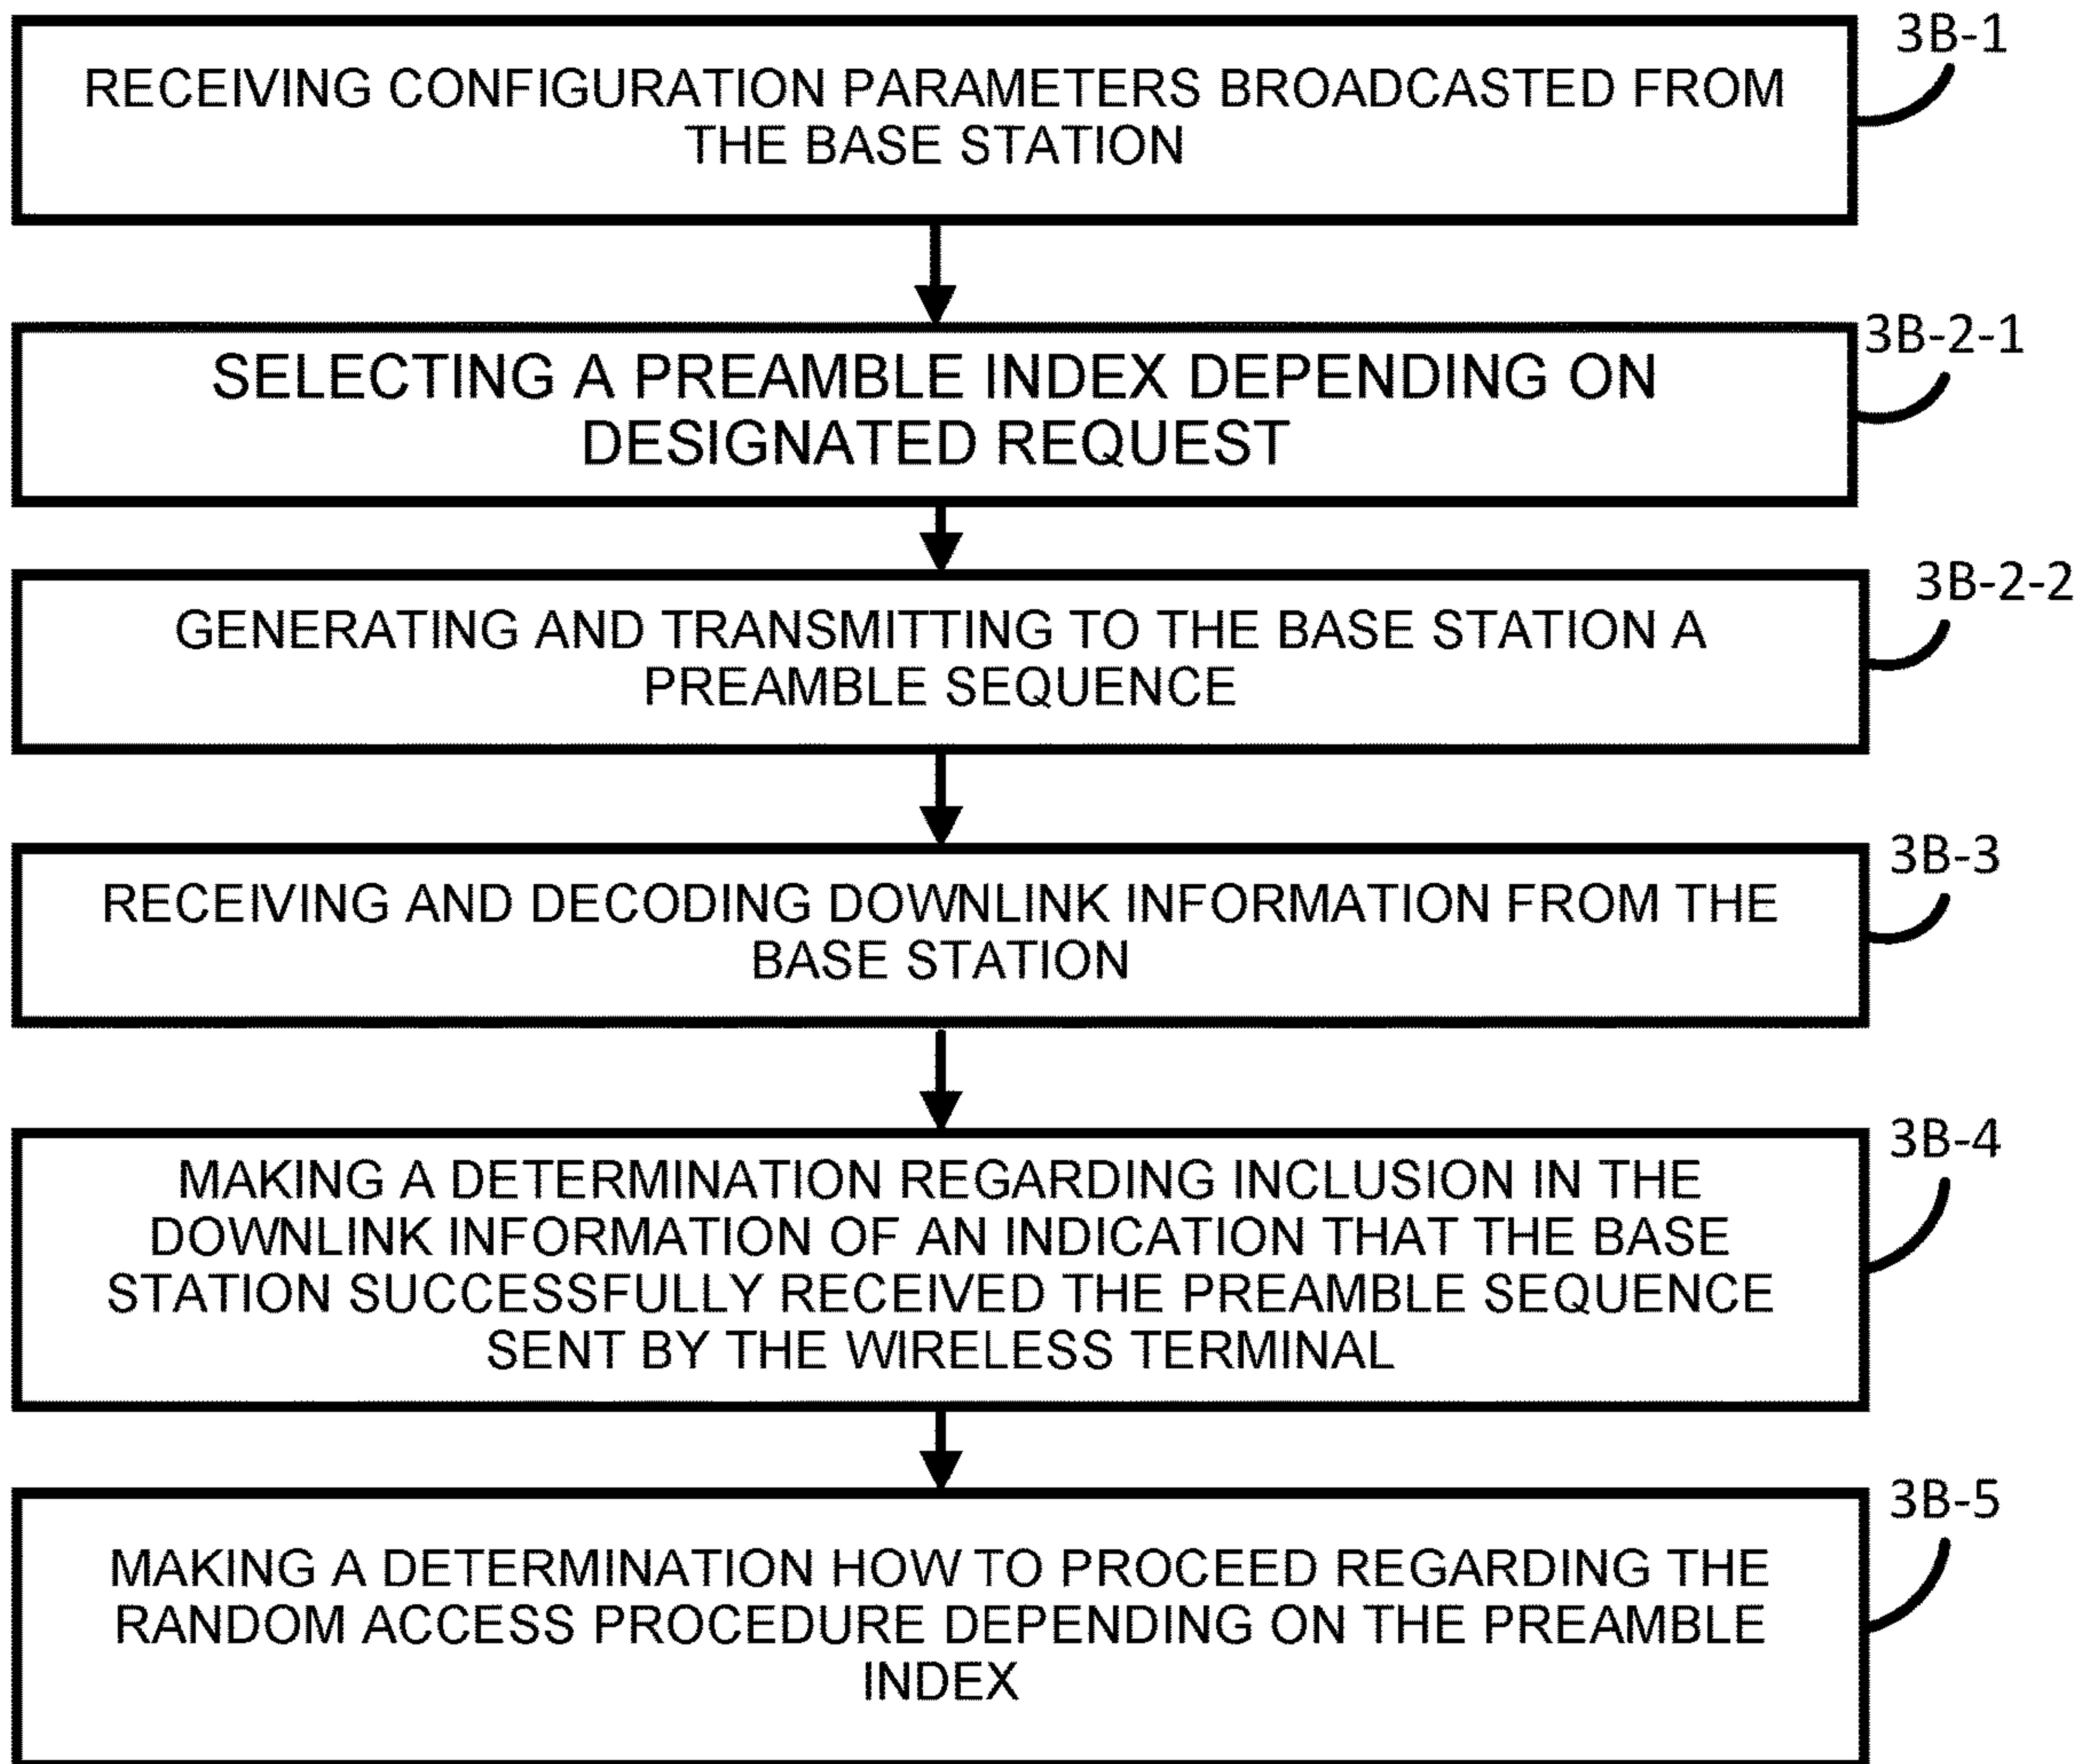 3B-1
RECEIVING CONFIGURATION PARAMETERS BROADCASTED FROM
THE BASE STATION
3B-2-1
SELECTING A PREAMBLE INDEX DEPENDING ON
DESIGNATED REQUEST
3B-2-2
GENERATING AND TRANSMITTING TO THE BASE STATION A
PREAMBLE SEQUENCE
3B-3
RECEIVING AND DECODING DOWNLINK INFORMATION FROM THE
BASE STATION
3B-4
MAKING A DETERMINATION REGARDING INCLUSION IN THE
DOWNLINK INFORMATION OF AN INDICATION THAT THE BASE
STATION SUCCESSFULLY RECEIVED THE PREAMBLE SEQUENCE
SENT BY THE WIRELESS TERMINAL
3B-5
MAKING A DETERMINATION HOW TO PROCEED REGARDING THE
RANDOM ACCESS PROCEDURE DEPENDING ON THE PREAMBLE
INDEX